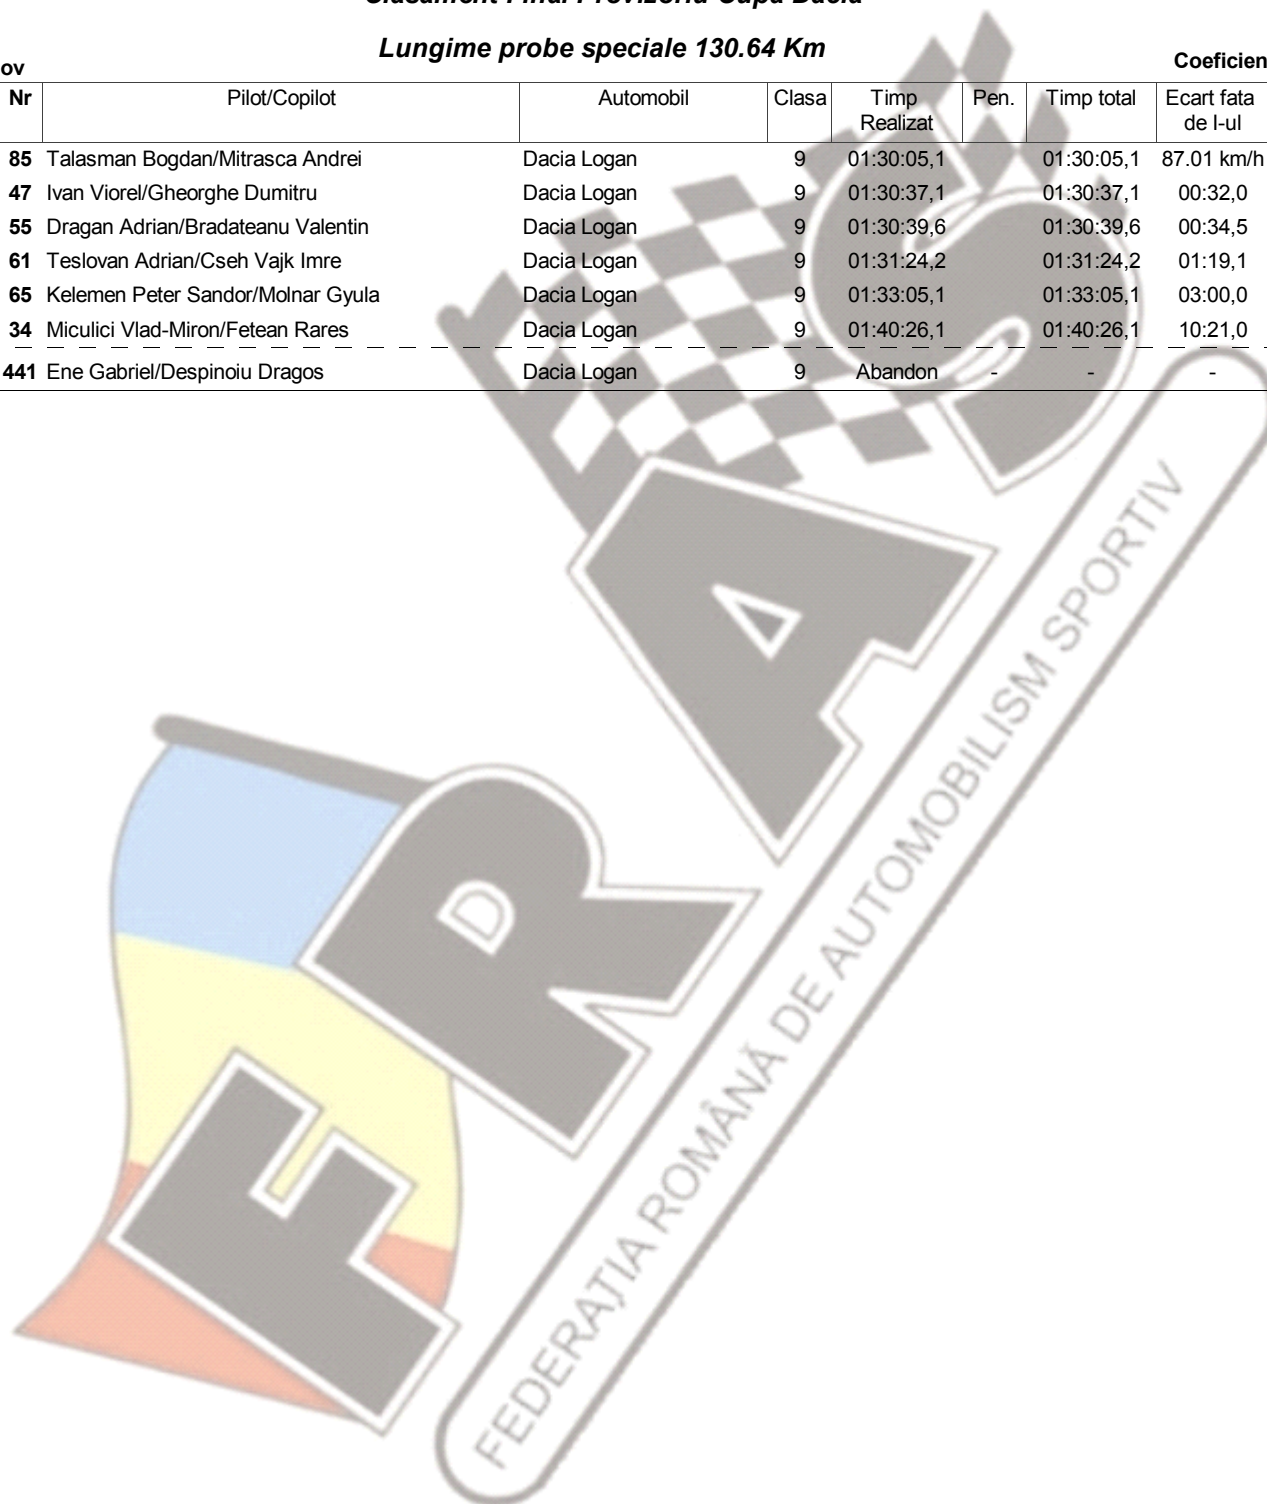 Clasament Final Provizoriu Cupa Dacia
Lungime probe speciale 130.64 Km
ov Coeficien
Nr Pilot/Copilot Automobil Clasa Timp Realizat Pen. Timp total Ecart fata de I-ul
85 Talasman Bogdan/Mitrasca Andrei Dacia Logan 9 01:30:05,1 01:30:05,1 87.01 km/h
47 Ivan Viorel/Gheorghe Dumitru Dacia Logan 9 01:30:37,1 01:30:37,1 00:32,0
55 Dragan Adrian/Bradateanu Valentin Dacia Logan 9 01:30:39,6 01:30:39,6 00:34,5
61 Teslovan Adrian/Cseh Vajk Imre Dacia Logan 9 01:31:24,2 01:31:24,2 01:19,1
65 Kelemen Peter Sandor/Molnar Gyula Dacia Logan 9 01:33:05,1 01:33:05,1 03:00,0
34 Miculici Vlad-Miron/Fetean Rares Dacia Logan 9 01:40:26,1 01:40:26,1 10:21,0
441 Ene Gabriel/Despinoiu Dragos Dacia Logan 9 Abandon - - -
FRAS
FEDERAȚIA ROMÂNĂ DE AUTOMOBILISM SPORTIV